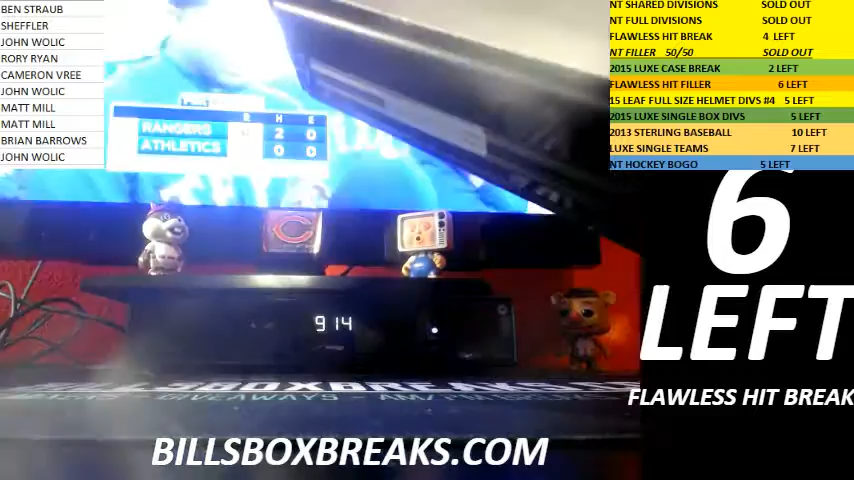 BEN STRAUB
SHEFFLER
JOHN WOLIC
RORY RYAN
CAMERON VREE
JOHN WOLIC
MATT MILL
MATT MILL
BRIAN BARROWS
JOHN WOLIC
R H E
RANGERS 2 0
ATHLETICS 0 0
NT SHARED DIVISIONS SOLD OUT
NT FULL DIVISIONS SOLD OUT
FLAWLESS HIT BREAK 4 LEFT
NT FILLER 50/50 SOLD OUT
2015 LUXE CASE BREAK 2 LEFT
FLAWLESS HIT FILLER 6 LEFT
15 LEAF FULL SIZE HELMET DIVS #4 5 LEFT
2015 LUXE SINGLE BOX DIVS 5 LEFT
2013 STERLING BASEBALL 10 LEFT
LUXE SINGLE TEAMS 7 LEFT
NT HOCKEY BOGO 5 LEFT
6
LEFT
FLAWLESS HIT BREAK
C
914
BILLSBOXBREAKS
GIVEAWAYS - AM/PM
BILLSBOXBREAKS.COM